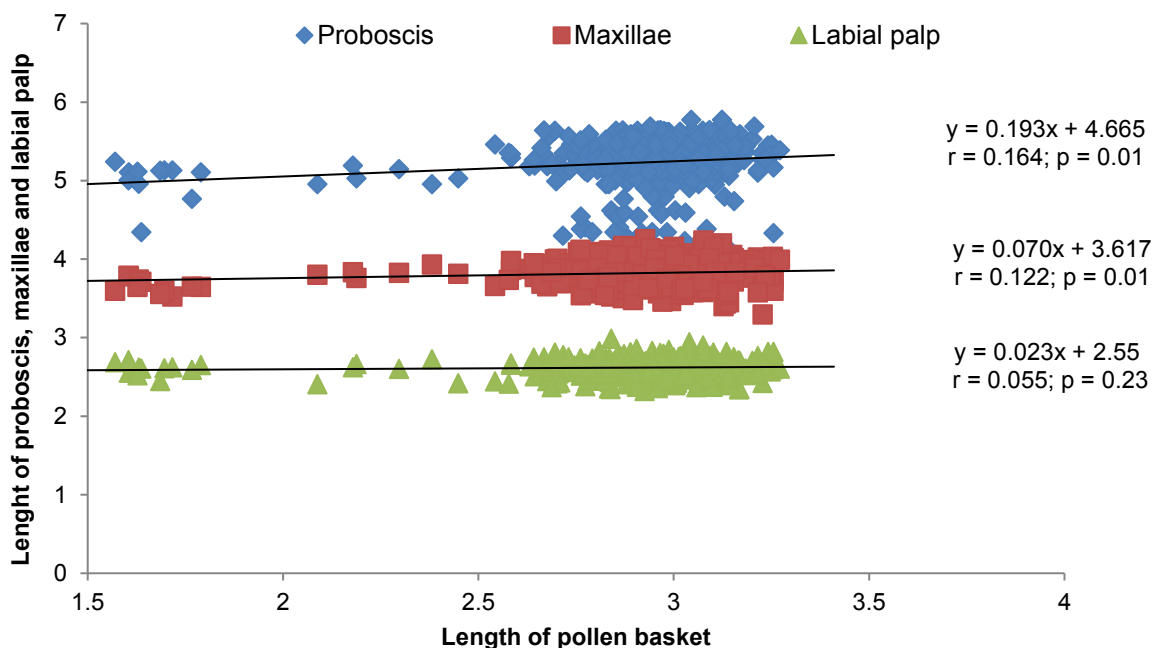 Proboscis Maxillae Labial palp
7
6
5
4
3
2
1
0
Lenght of proboscis, maxillae and labial palp
y = 0.193x + 4.665
r = 0.164; p = 0.01
y = 0.070x + 3.617
r = 0.122; p = 0.01
y = 0.023x + 2.55
r = 0.055; p = 0.23
1.5 2 2.5 3 3.5 4
Length of pollen basket